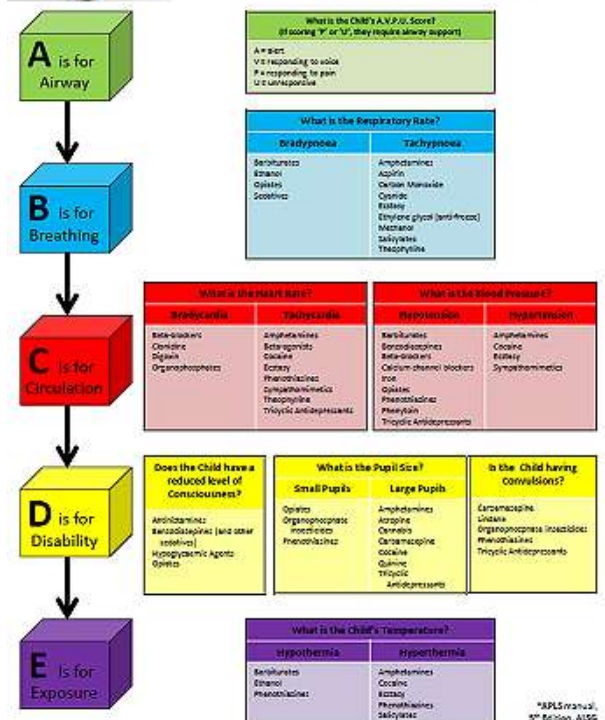 A is for
Airway
What is the Child's A.V.P.U. Score?
(If scoring 'P' or 'U', they require airway support)
A = alert
V = responding to voice
P = responding to pain
U = unresponsive
B is for
Breathing
What is the Respiratory Rate?
Bradypnoea
Barbiturates
Ethanol
Opiates
Sedatives
Tachypnoea
Amphetamines
Aspirin
Carbon Monoxide
Cyanide
Ecstasy
Ethylene glycol (anti-freeze)
Methanol
Salicylates
Theophylline
C is for
Circulation
What is the Heart Rate?
Bradycardia
Beta-blockers
Clonidine
Digoxin
Organophosphates
Tachycardia
Amphetamines
Beta-agonists
Cocaine
Ecstasy
Phenothiazines
Sympathomimetics
Theophylline
Tricyclic Antidepressants
What is the Blood Pressure?
Hypotension
Barbiturates
Benzodiazepines
Beta-blockers
Calcium channel blockers
Iron
Opiates
Phenothiazines
Phenytoin
Tricyclic Antidepressants
Hypertension
Amphetamines
Cocaine
Ecstasy
Sympathomimetics
D is for
Disability
Does the Child have a
reduced level of
Consciousness?
Antihistamines
Benzodiazepines (and other
sedatives)
Hypoglycaemic Agents
Opiates
What is the Pupil Size?
Small Pupils
Opiates
Organophosphate
insecticides
Phenothiazines
Large Pupils
Amphetamines
Atropine
Cannabis
Carbamazepine
Cocaine
Quinine
Tricyclic
Antidepressants
Is the Child having
Convulsions?
Carbamazepine
Lindane
Organophosphate insecticides
Phenothiazines
Tricyclic Antidepressants
E is for
Exposure
What is the Child's Temperature?
Hypothermia
Barbiturates
Ethanol
Phenothiazines
Hyperthermia
Amphetamines
Cocaine
Ecstasy
Phenothiazines
Salicylates
*APLS manual,
5th Edition, ALSG